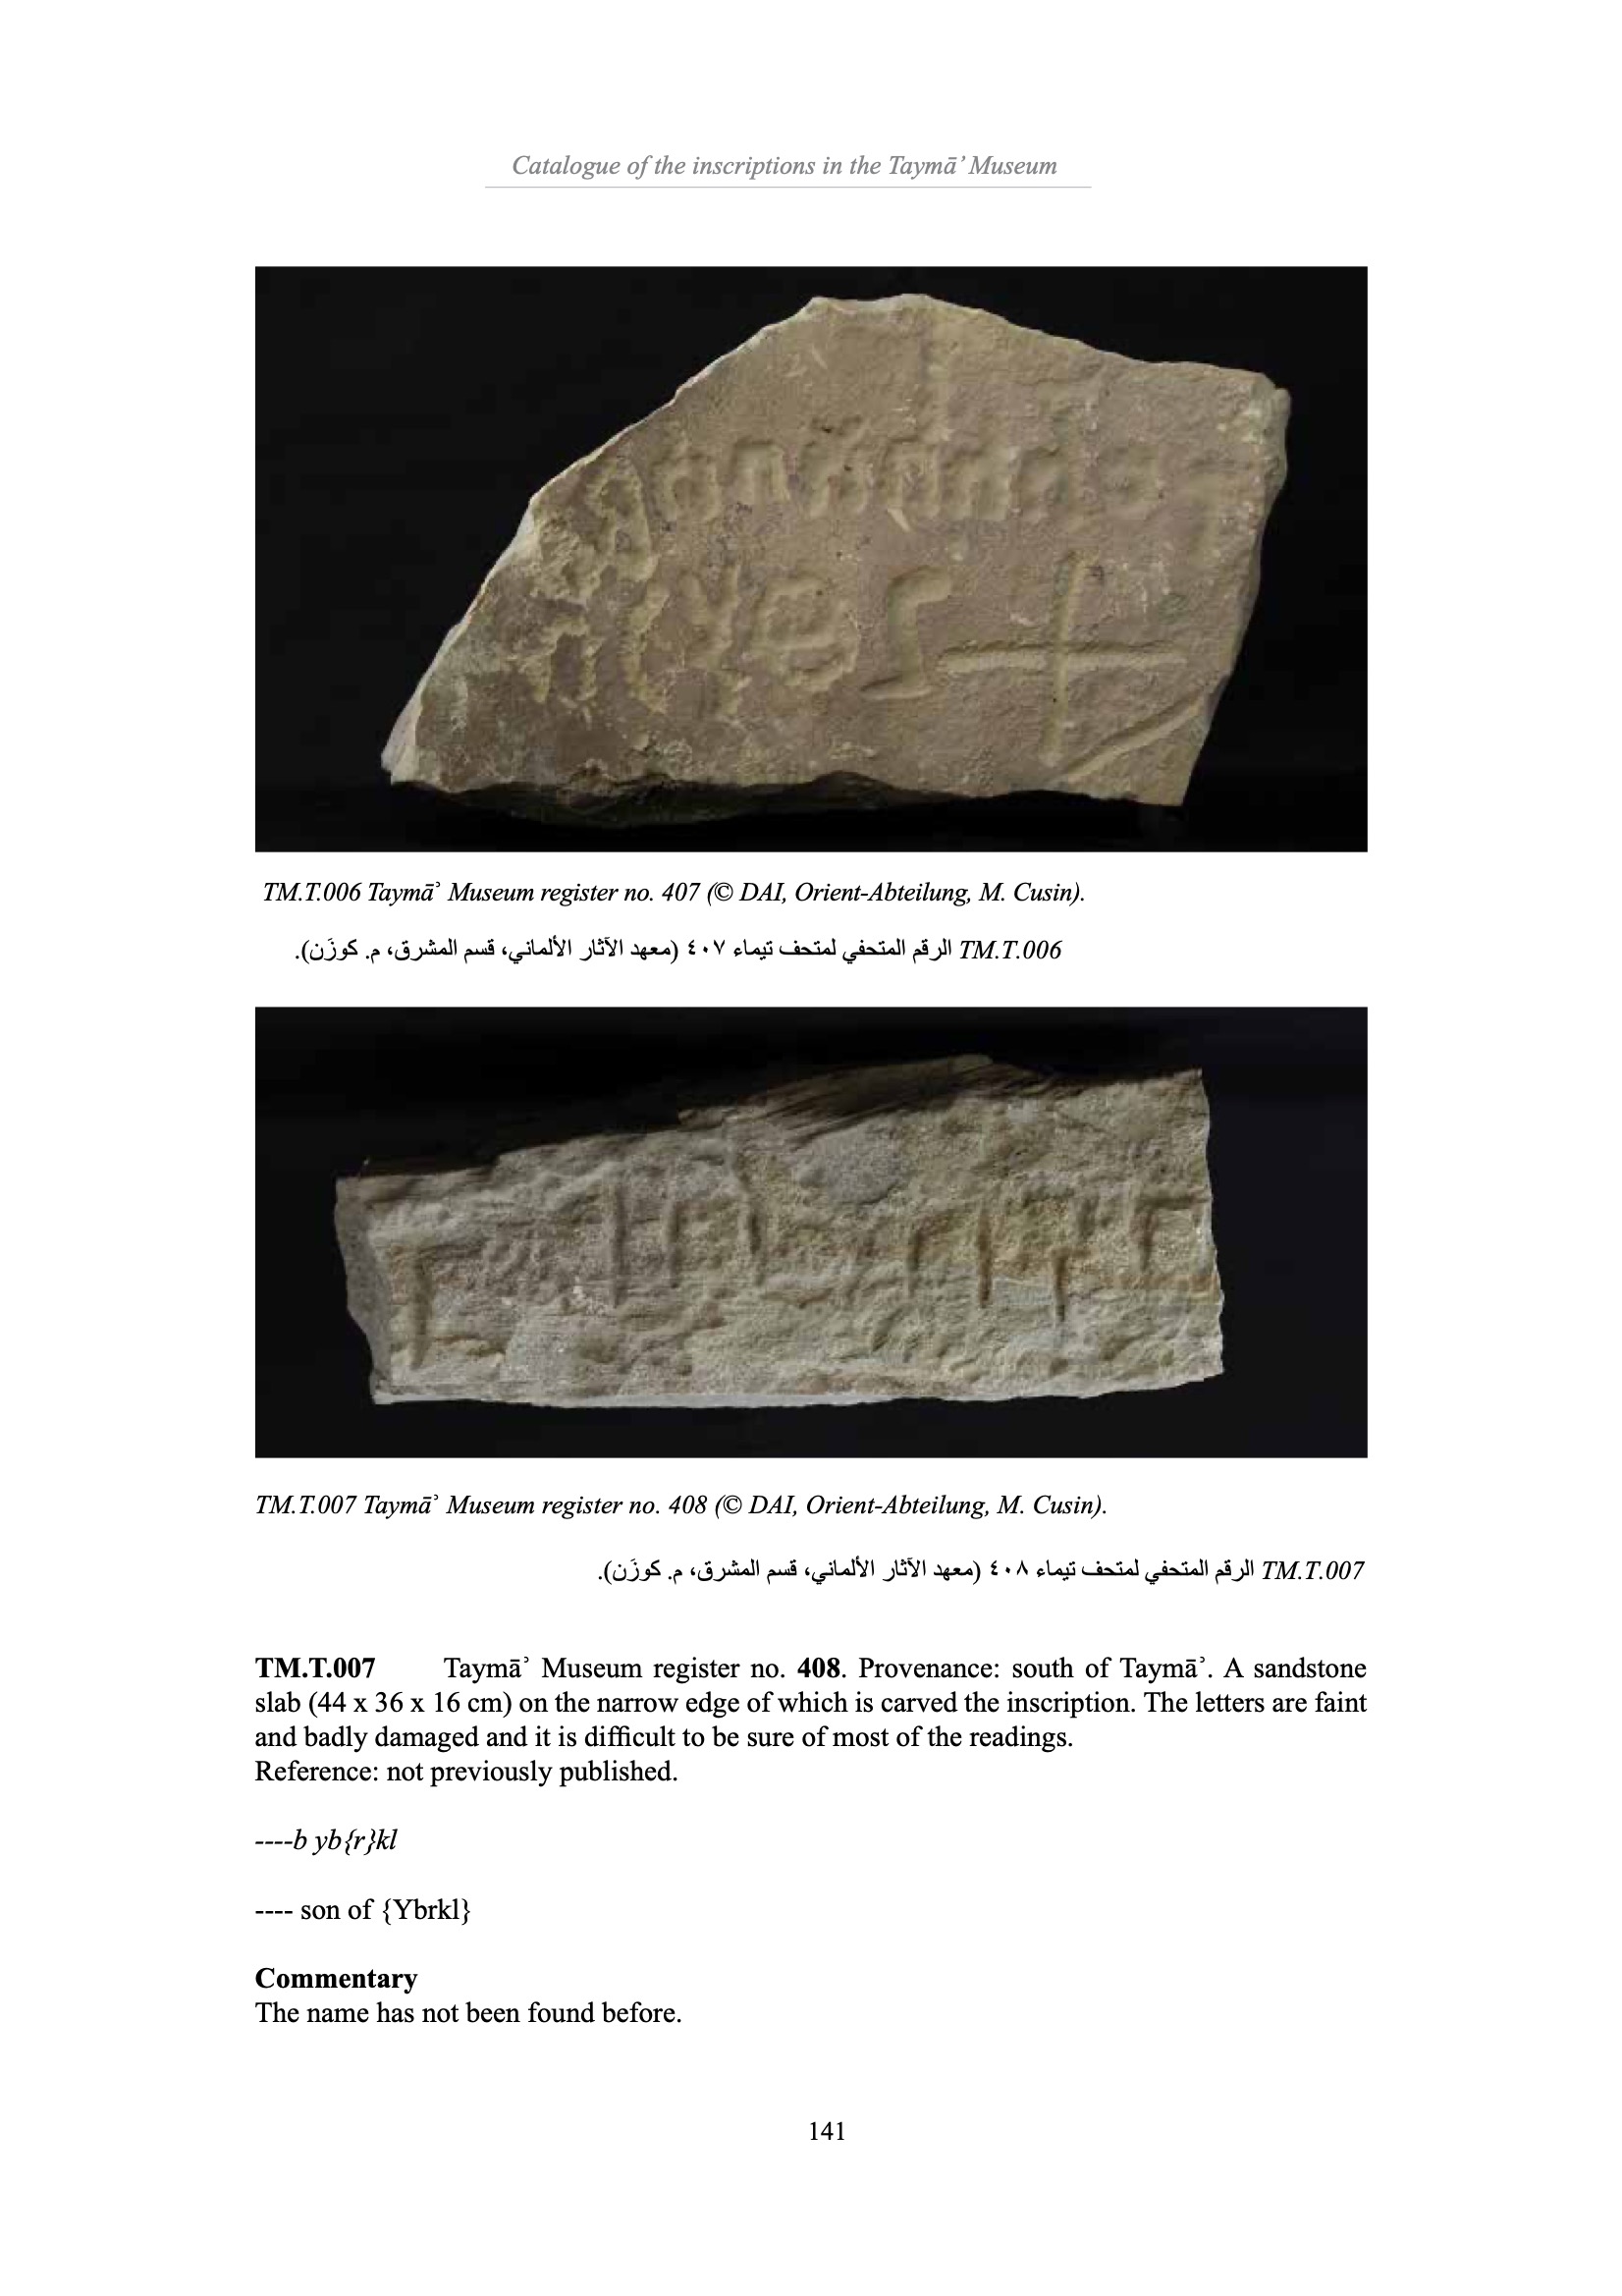 Catalogue of the inscriptions in the Taymā’ Museum
TM.T.006 Taymāʾ Museum register no. 407 (© DAI, Orient-Abteilung, M. Cusin).
TM.T.006 الرقم المتحفي لمتحف تيماء ٤٠٧ (معهد الآثار الألماني، قسم المشرق، م. كوزَن).
TM.T.007 Taymāʾ Museum register no. 408 (© DAI, Orient-Abteilung, M. Cusin).
TM.T.007 الرقم المتحفي لمتحف تيماء ٤٠٨ (معهد الآثار الألماني، قسم المشرق، م. كوزَن).
TM.T.007 Taymāʾ Museum register no. 408. Provenance: south of Taymāʾ. A sandstone
slab (44 x 36 x 16 cm) on the narrow edge of which is carved the inscription. The letters are faint
and badly damaged and it is difficult to be sure of most of the readings.
Reference: not previously published.
----b yb{r}kl
---- son of {Ybrkl}
Commentary
The name has not been found before.
141